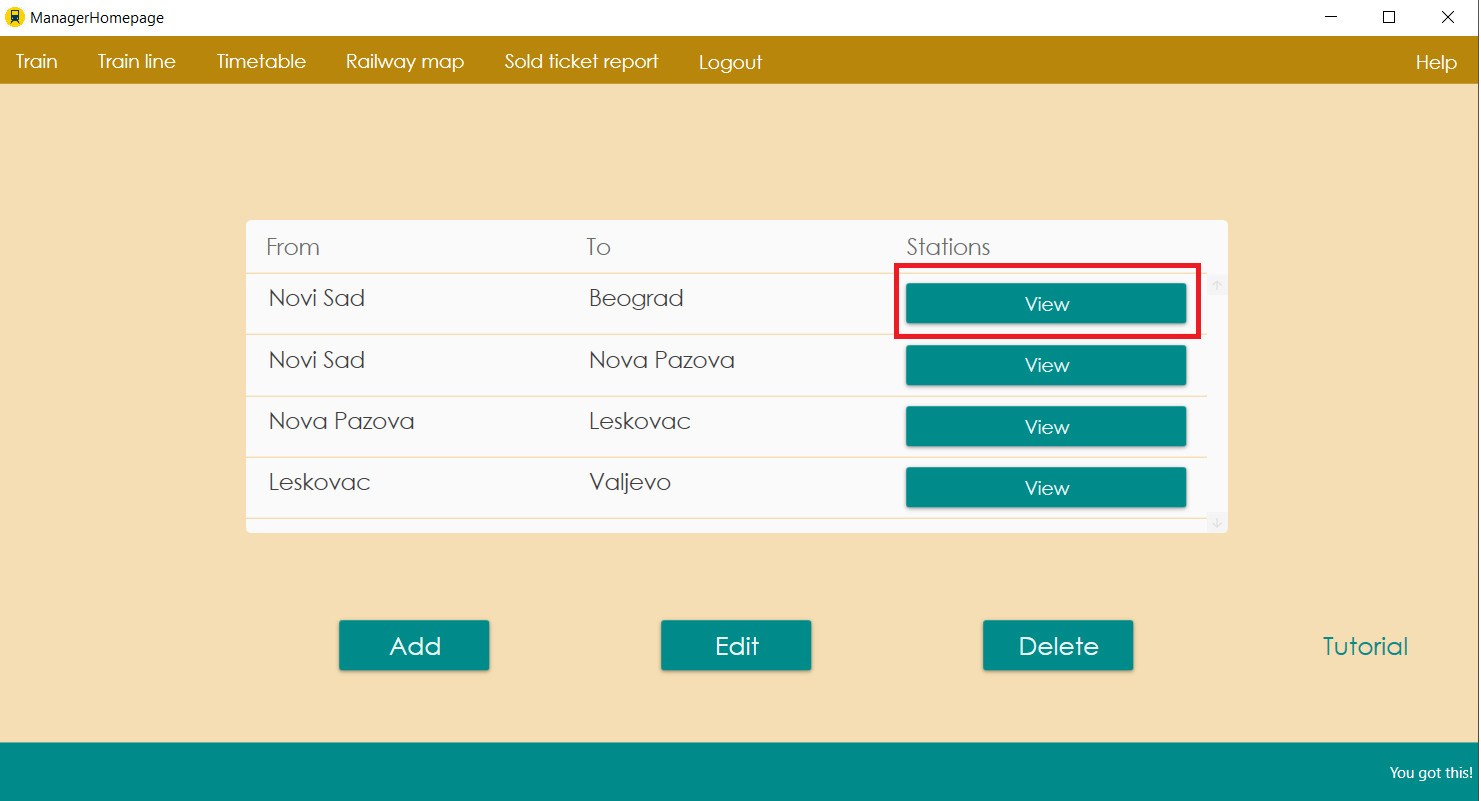 ManagerHomepage
Train Train line Timetable Railway map Sold ticket report Logout Help
From To Stations
Novi Sad Beograd View
Novi Sad Nova Pazova View
Nova Pazova Leskovac View
Leskovac Valjevo View
Add Edit Delete Tutorial
You got this!